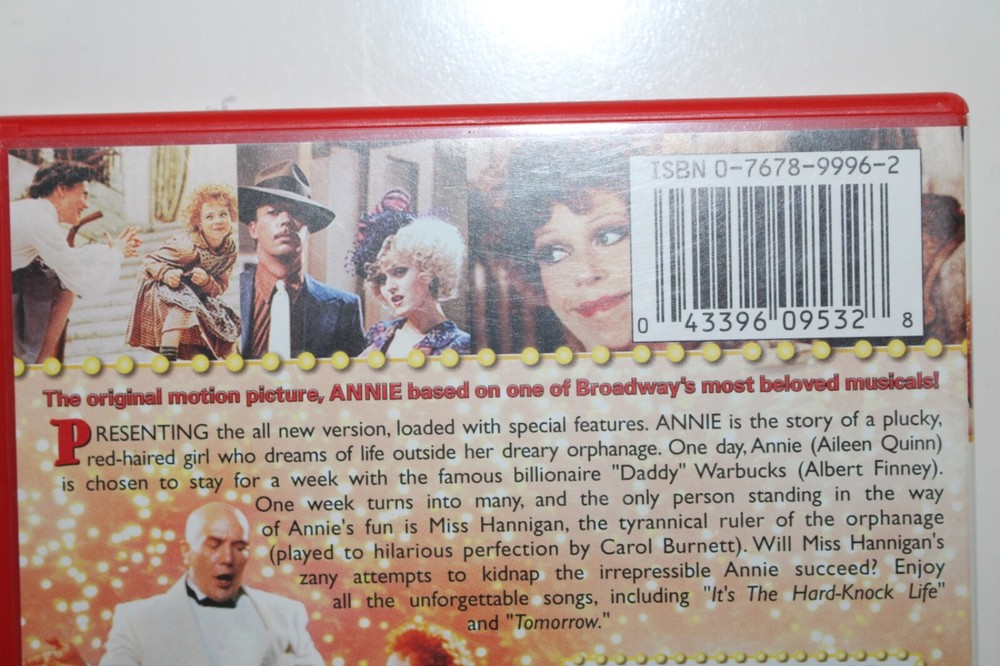 ISBN 0-7678-9996-2
0 43396 09532 8
The original motion picture, ANNIE based on one of Broadway's most beloved musicals!
PRESENTING the all new version, loaded with special features. ANNIE is the story of a plucky,
red-haired girl who dreams of life outside her dreary orphanage. One day, Annie (Aileen Quinn)
is chosen to stay for a week with the famous billionaire "Daddy" Warbucks (Albert Finney).
One week turns into many, and the only person standing in the way
of Annie's fun is Miss Hannigan, the tyrannical ruler of the orphanage
(played to hilarious perfection by Carol Burnett). Will Miss Hannigan's
zany attempts to kidnap the irrepressible Annie succeed? Enjoy
all the unforgettable songs, including "It's The Hard-Knock Life"
and "Tomorrow."